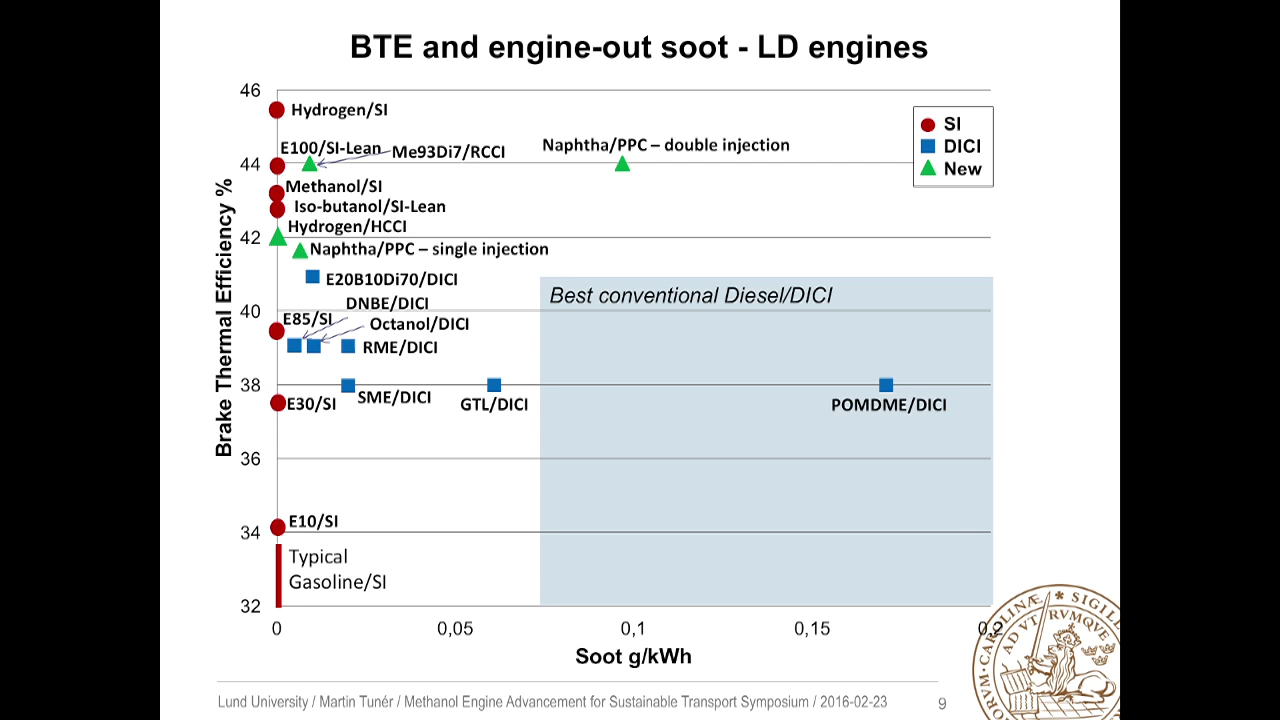 BTE and engine-out soot - LD engines
46
Hydrogen/SI
SI
DICI
New
E100/SI-Lean
Me93Di7/RCCI
Naphtha/PPC – double injection
44
Methanol/SI
Iso-butanol/SI-Lean
Hydrogen/HCCI
42
Naphtha/PPC – single injection
E20B10Di70/DICI
Best conventional Diesel/DICI
DNBE/DICI
40
E85/SI
Octanol/DICI
RME/DICI
38
SME/DICI
E30/SI
GTL/DICI
POMDME/DICI
36
E10/SI
34
Typical
Gasoline/SI
32
Brake Thermal Efficiency %
0
0,05
0,1
0,15
0,2
Soot g/kWh
Lund University / Martin Tunér / Methanol Engine Advancement for Sustainable Transport Symposium / 2016-02-23
9
AD VTRVMQVE